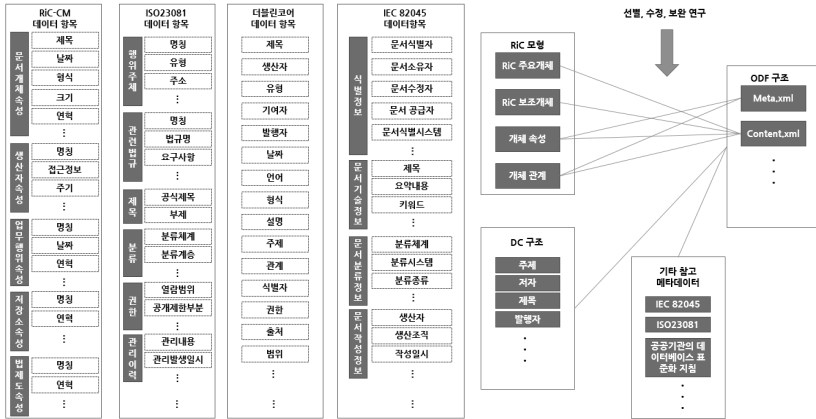 RiC-CM
데이터 항목
문서개체속성
제목
날짜
형식
크기
연혁
⋮
생산자속성
명칭
접근정보
주기
⋮
업무행위속성
명칭
날짜
연혁
⋮
저장소속성
명칭
연혁
⋮
법제도속성
명칭
연혁
⋮
ISO23081
데이터 항목
행위주체
명칭
유형
주소
⋮
관련법규
명칭
법규명
요구사항
⋮
제목
공식제목
부제
분류
분류체계
분류계층
⋮
권한
열람범위
공개제한부분
⋮
관리이력
관리내용
관리발생일시
⋮
더블린코어
데이터 항목
제목
생산자
유형
기여자
발행자
날짜
언어
형식
설명
주제
관계
식별자
권한
출처
범위
⋮
IEC 82045
데이터항목
식별정보
문서식별자
문서소유자
문서수정자
문서 공급자
문서식별시스템
⋮
문서기술정보
제목
요약내용
키워드
⋮
문서분류정보
분류체계
분류시스템
분류종류
⋮
문서작성정보
생산자
생산조직
작성일시
⋮
선별, 수정, 보완 연구
RiC 모형
RiC 주요개체
RiC 보조개체
개체 속성
개체 관계
ODF 구조
Meta.xml
Content.xml
⋮
DC 구조
주제
저자
제목
발행자
⋮
기타 참고
메타데이터
IEC 82045
ISO23081
공공기관의 데
이터베이스 표
준화 지침
⋮